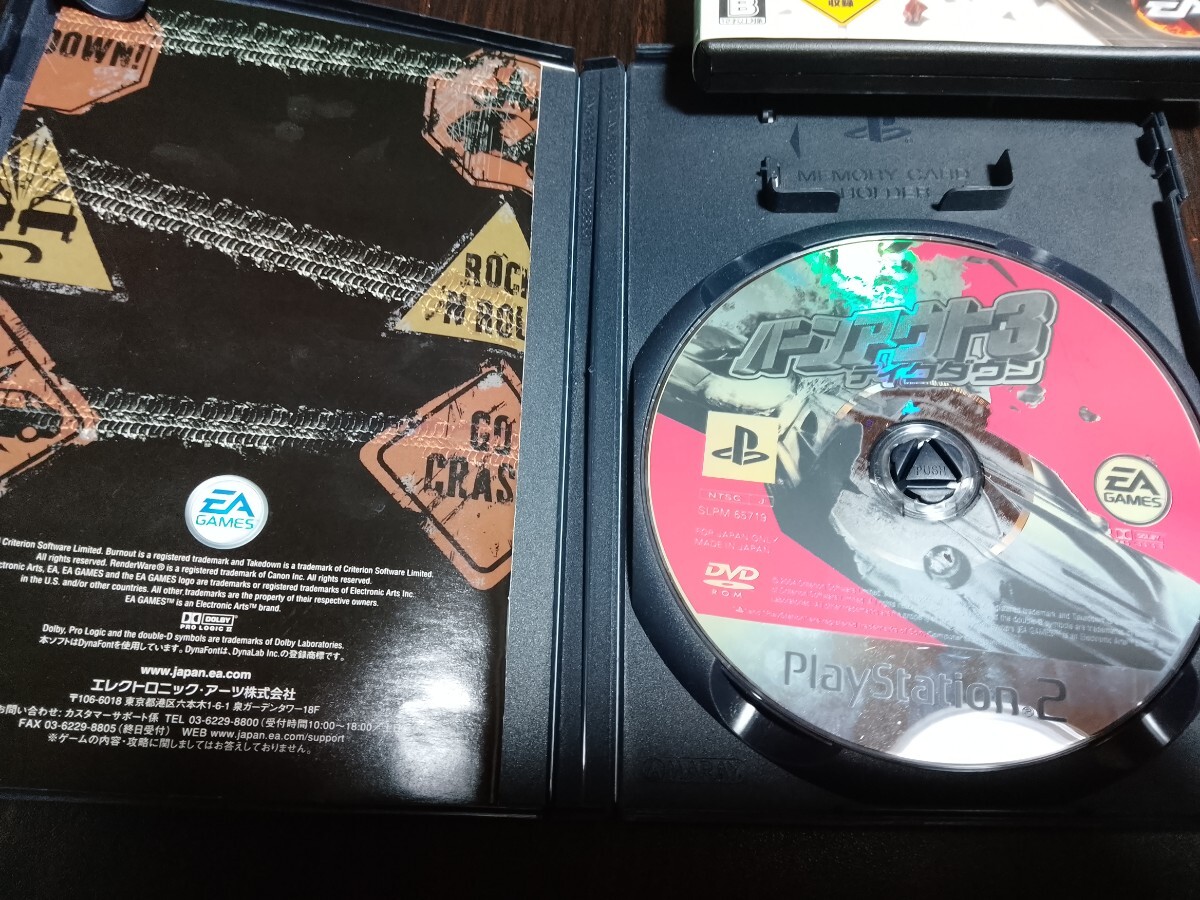 DOWN!
ROCK
'N ROL
GO
CRAS
EA
GAMES
Criterion Software Limited. Burnout is a registered trademark and Takedown is a trademark of Criterion Software Limited.
All rights reserved. RenderWare® is a registered trademark of Canon Inc. All rights reserved.
ctronic Arts, EA, EA GAMES and the EA GAMES logo are trademarks or registered trademarks of Electronic Arts Inc.
in the U.S. and/or other countries. All other trademarks are the property of their respective owners.
EA GAMES™ is an Electronic Arts™ brand.
DOLBY
PRO LOGIC II
Dolby, Pro Logic and the double-D symbols are trademarks of Dolby Laboratories.
本ソフトはDynaFontを使用しています。DynaFontは、DynaLab Inc.の登録商標です。
www.japan.ea.com
エレクトロニック・アーツ株式会社
〒106-6018 東京都港区六本木1-6-1 泉ガーデンタワー18F
お問い合わせ: カスタマーサポート係 TEL 03-6229-8800 (受付時間10:00〜18:00
FAX 03-6229-8805 (終日受付) WEB www.japan.ea.com/support
※ゲームの内容・攻略に関しましてはお答えしておりません。
B
収録
EA
MEMORY CARD
HOLDER
バーンアウト3
テイクダウン
PUSH
NTSC J
SLPM 65719
FOR JAPAN ONLY
MADE IN JAPAN
DVD
ROM
EA
GAMES
PlayStation 2